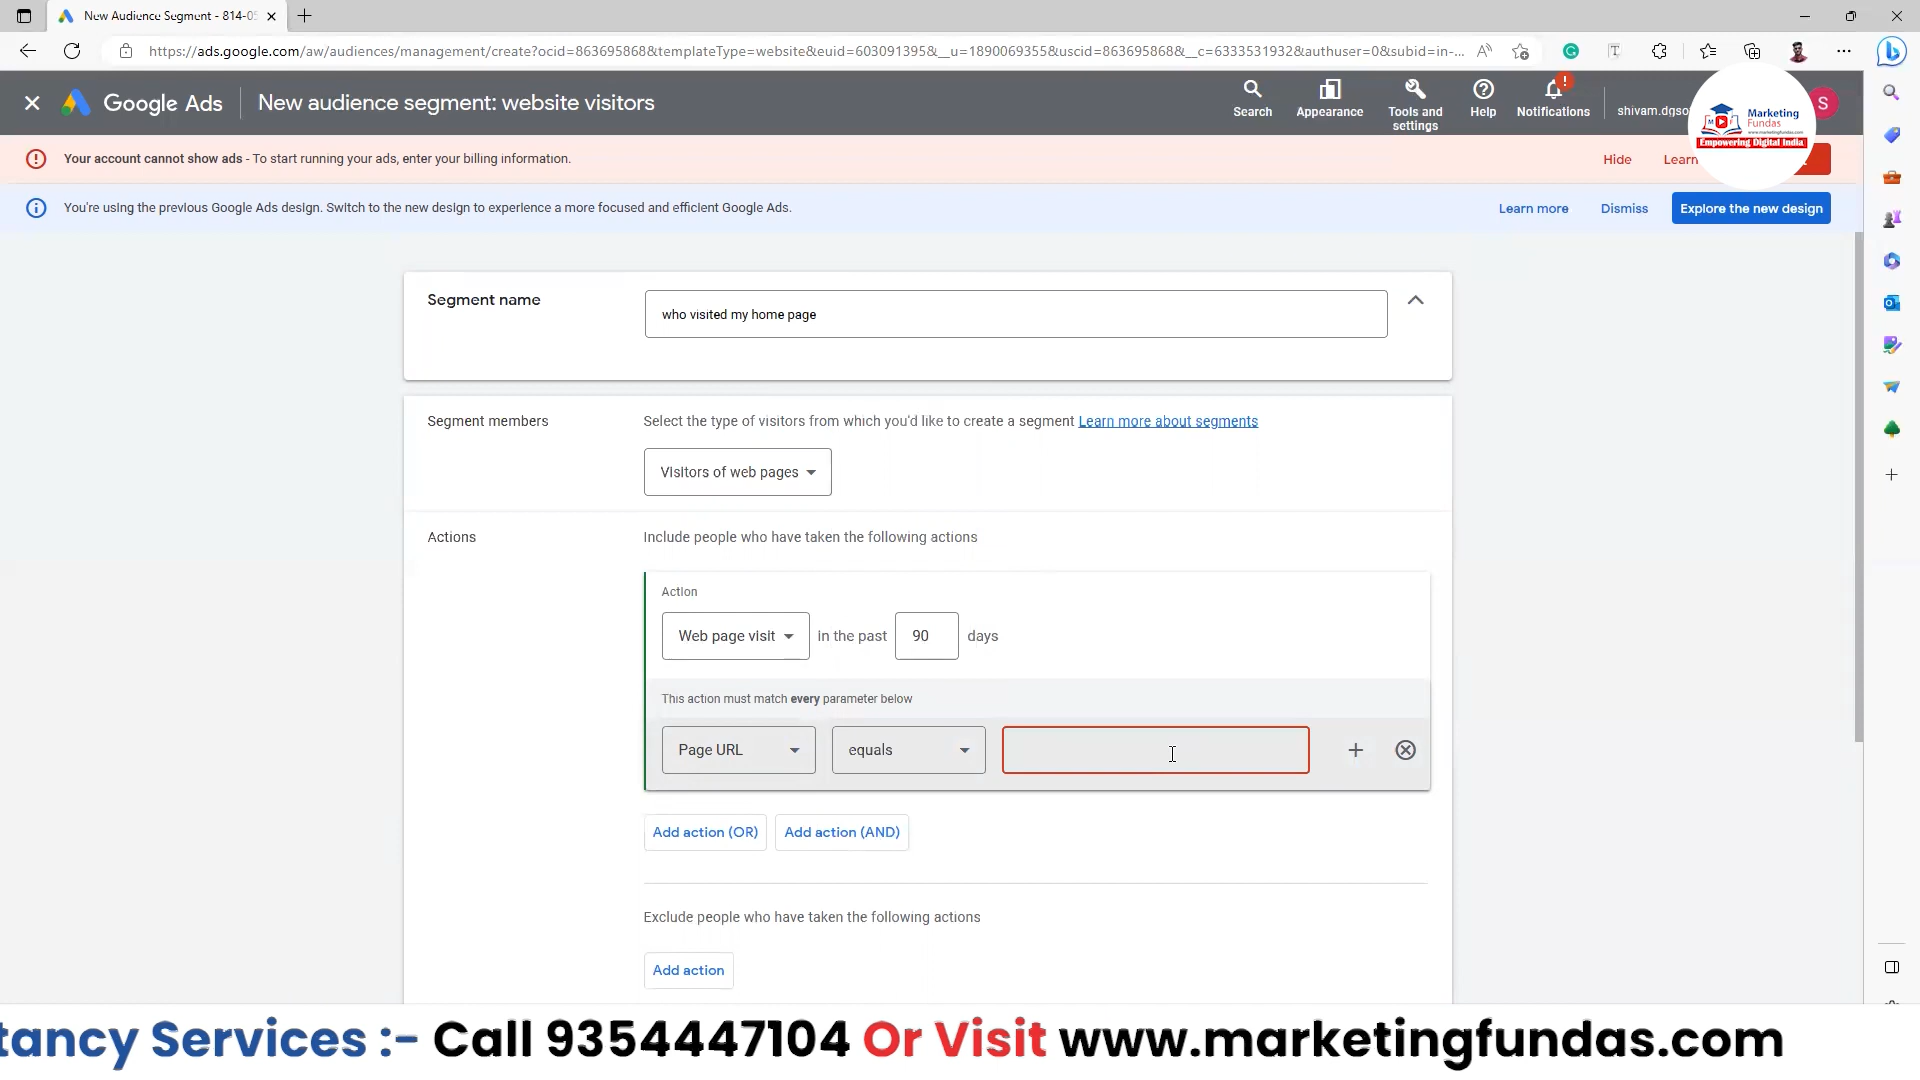 New Audience Segment - 814-05
https://ads.google.com/aw/audiences/management/create?ocid=863695868&templateType=website&euid=603091395&__u=1890069355&uscid=863695868&__c=6333531932&authuser=0&subid=in-...
Google Ads
New audience segment: website visitors
Search
Appearance
Tools and settings
Help
Notifications
shivam.dgso
S
Marketing
Fundas
www.marketingfundas.com
Empowering Digital India
Your account cannot show ads - To start running your ads, enter your billing information.
Hide
Learn
You're using the previous Google Ads design. Switch to the new design to experience a more focused and efficient Google Ads.
Learn more
Dismiss
Explore the new design
Segment name
who visited my home page
Segment members
Select the type of visitors from which you'd like to create a segment Learn more about segments
Visitors of web pages
Actions
Include people who have taken the following actions
Action
Web page visit in the past 90 days
This action must match every parameter below
Page URL
equals
Add action (OR)
Add action (AND)
Exclude people who have taken the following actions
Add action
tancy Services :- Call 9354447104 Or Visit www.marketingfundas.com